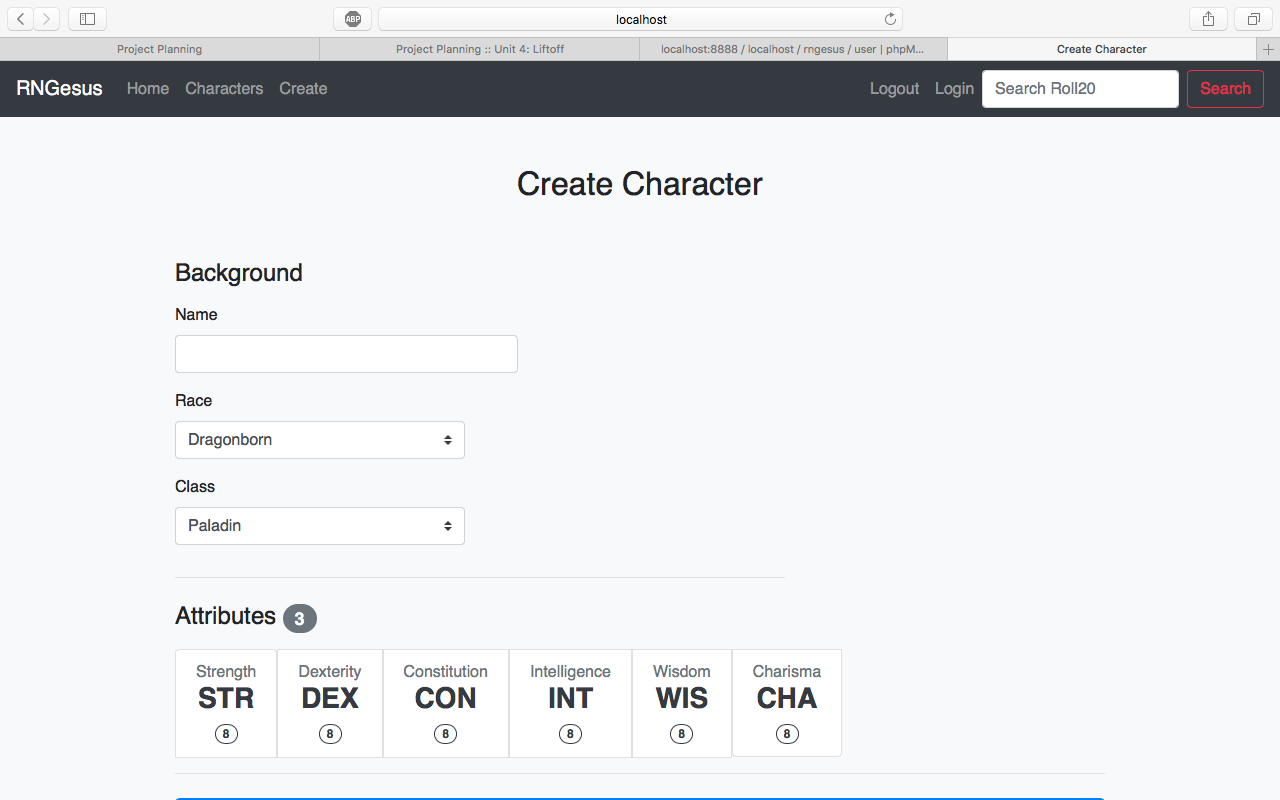 ABP
localhost
Project Planning
Project Planning :: Unit 4: Liftoff
localhost:8888 / localhost / rngesus / user | phpM...
Create Character
RNGesus Home Characters Create Logout Login Search Roll20 Search
Create Character
Background
Name
Race
Dragonborn
Class
Paladin
Attributes 3
Strength Dexterity Constitution Intelligence Wisdom Charisma
STR DEX CON INT WIS CHA
8 8 8 8 8 8